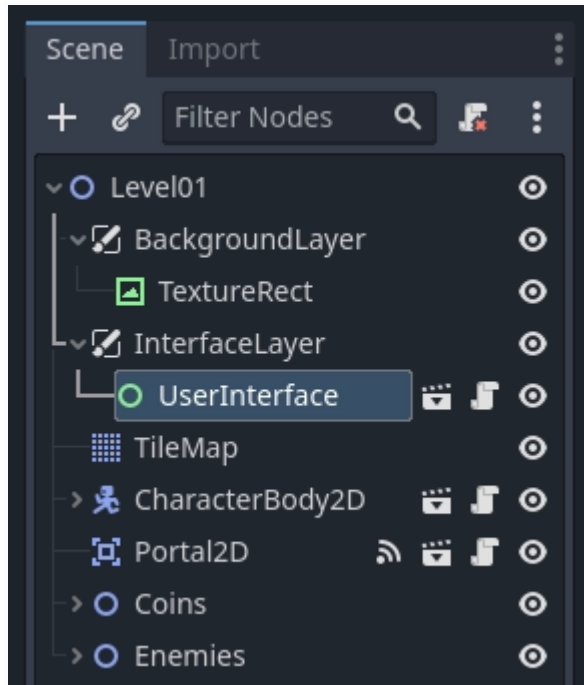 Scene Import
Filter Nodes
Level01
BackgroundLayer
TextureRect
InterfaceLayer
UserInterface
TileMap
CharacterBody2D
Portal2D
Coins
Enemies